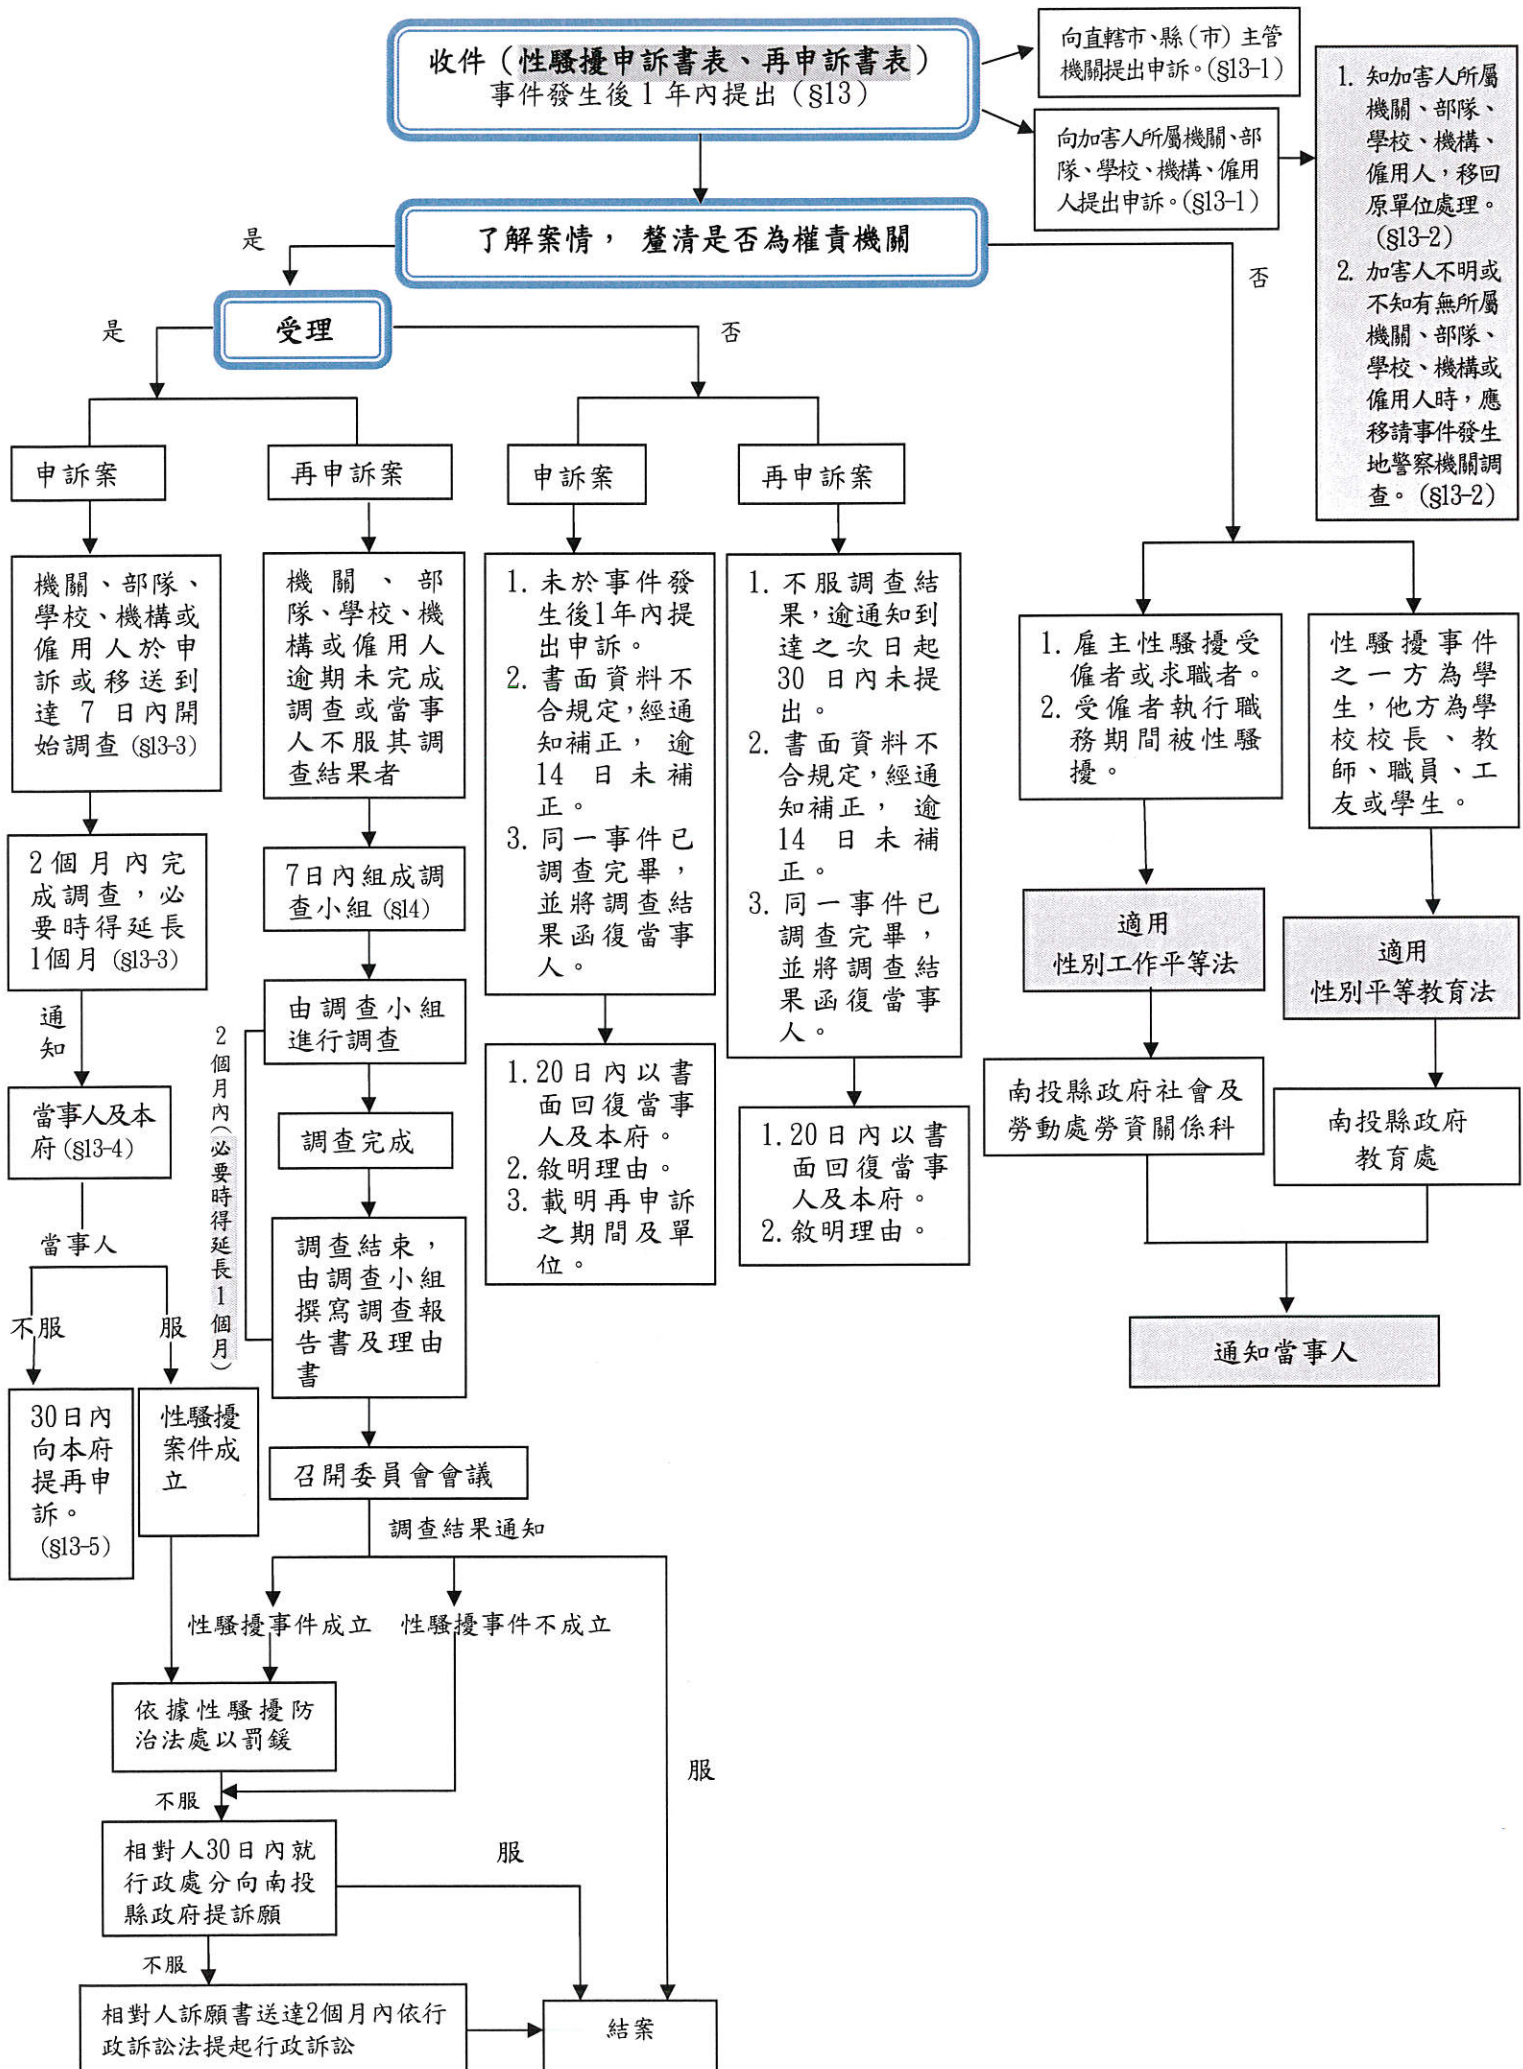 收件（性騷擾申訴書表、再申訴書表）
事件發生後 1 年內提出（§13）
向直轄市、縣（市）主管
機關提出申訴。(§13-1)
向加害人所屬機關、部
隊、學校、機構、僱用
人提出申訴。(§13-1)
1. 知加害人所屬
機關、部隊、
學校、機構、
僱用人，移回
原單位處理。
(§13-2)
2. 加害人不明或
不知有無所屬
機關、部隊、
學校、機構或
僱用人時，應
移請事件發生
地警察機關調
查。(§13-2)
了解案情， 釐清是否為權責機關
是
否
受理
是
否
申訴案
再申訴案
申訴案
再申訴案
機關、部隊、
學校、機構或
僱用人於申
訴或移送到
達 7 日內開
始調查 (§13-3)
2個月內完
成調查，必
要時得延長
1個月 (§13-3)
通
知
當事人及本
府 (§13-4)
當事人
不服
服
30日內
向本府
提再申
訴。
(§13-5)
性騷擾
案件成
立
機關、部
隊、學校、機
構或僱用人
逾期未完成
調查或當事
人不服其調
查結果者
7日內組成調
查小組 (§14)
由調查小組
進行調查
調查完成
調查結束，
由調查小組
撰寫調查報
告書及理由
書
2個月內（必要時得延長1個月）
召開委員會會議
調查結果通知
性騷擾事件成立
性騷擾事件不成立
依據性騷擾防
治法處以罰鍰
不服
服
相對人30日內就
行政處分向南投
縣政府提訴願
服
不服
相對人訴願書送達2個月內依行
政訴訟法提起行政訴訟
結案
1. 未於事件發
生後1年內提
出申訴。
2. 書面資料不
合規定，經通
知補正， 逾
14 日未補
正。
3. 同一事件已
調查完畢，
並將調查結
果函復當事
人。
1. 20日內以書
面回復當事
人及本府。
2. 敘明理由。
3. 載明再申訴
之期間及單
位。
1. 不服調查結
果，逾通知到
達之次日起
30 日內未提
出。
2. 書面資料不
合規定，經通
知補正， 逾
14 日未補
正。
3. 同一事件已
調查完畢，
並將調查結
果函復當事
人。
1. 20日內以書
面回復當事
人及本府。
2. 敘明理由。
1. 雇主性騷擾受
僱者或求職者。
2. 受僱者執行職
務期間被性騷
擾。
適用
性別工作平等法
南投縣政府社會及
勞動處勞資關係科
性騷擾事件
之一方為學
生，他方為學
校校長、教
師、職員、工
友或學生。
適用
性別平等教育法
南投縣政府
教育處
通知當事人